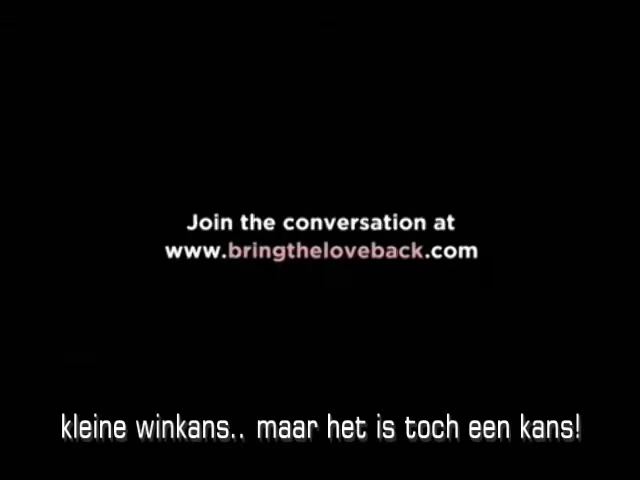 Join the conversation at
www.bringtheloveback.com
kleine winkans.. maar het is toch een kans!